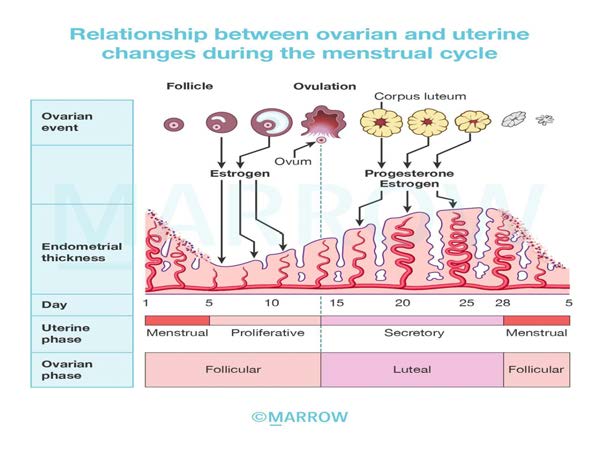 Relationship between ovarian and uterine
changes during the menstrual cycle
Follicle
Ovulation
Corpus luteum
Ovarian
event
Ovum
Estrogen
Progesterone
Estrogen
MARROW
Endometrial
thickness
Day
1 5 10 15 20 25 28 5
Uterine
phase
Menstrual Proliferative Secretory Menstrual
Ovarian
phase
Follicular Luteal Follicular
©MARROW